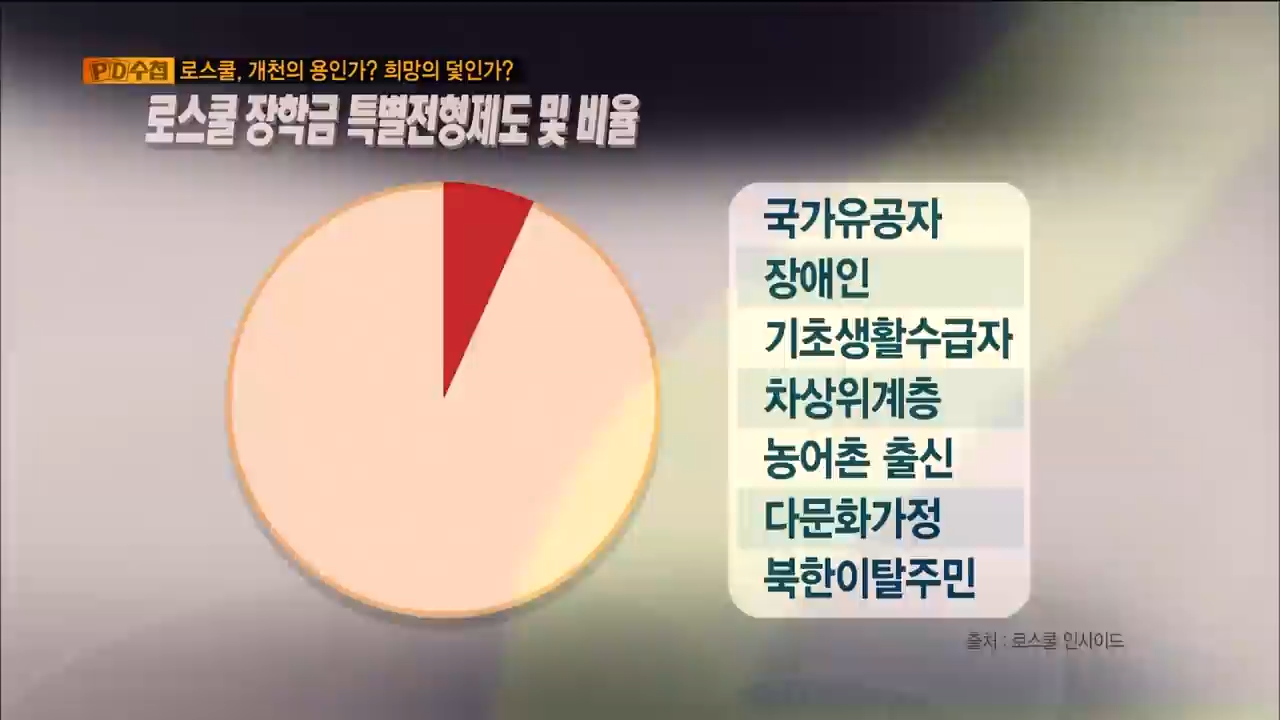 PD수첩 로스쿨, 개천의 용인가? 희망의 덫인가?
로스쿨 장학금 특별전형제도 및 비율
국가유공자
장애인
기초생활수급자
차상위계층
농어촌 출신
다문화가정
북한이탈주민
출처 : 로스쿨 인사이드